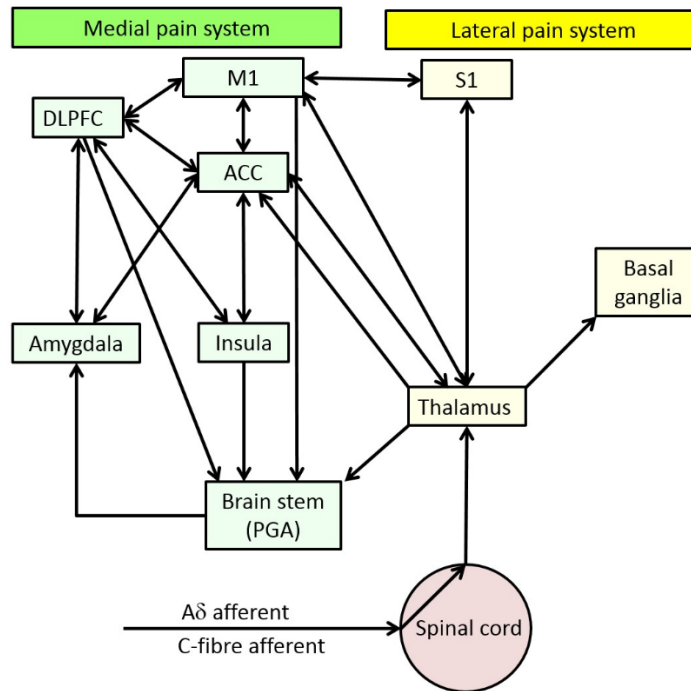 Medial pain system
Lateral pain system
M1
S1
DLPFC
ACC
Basal
ganglia
Amygdala
Insula
Thalamus
Brain stem
(PGA)
Aδ afferent
C-fibre afferent
Spinal cord